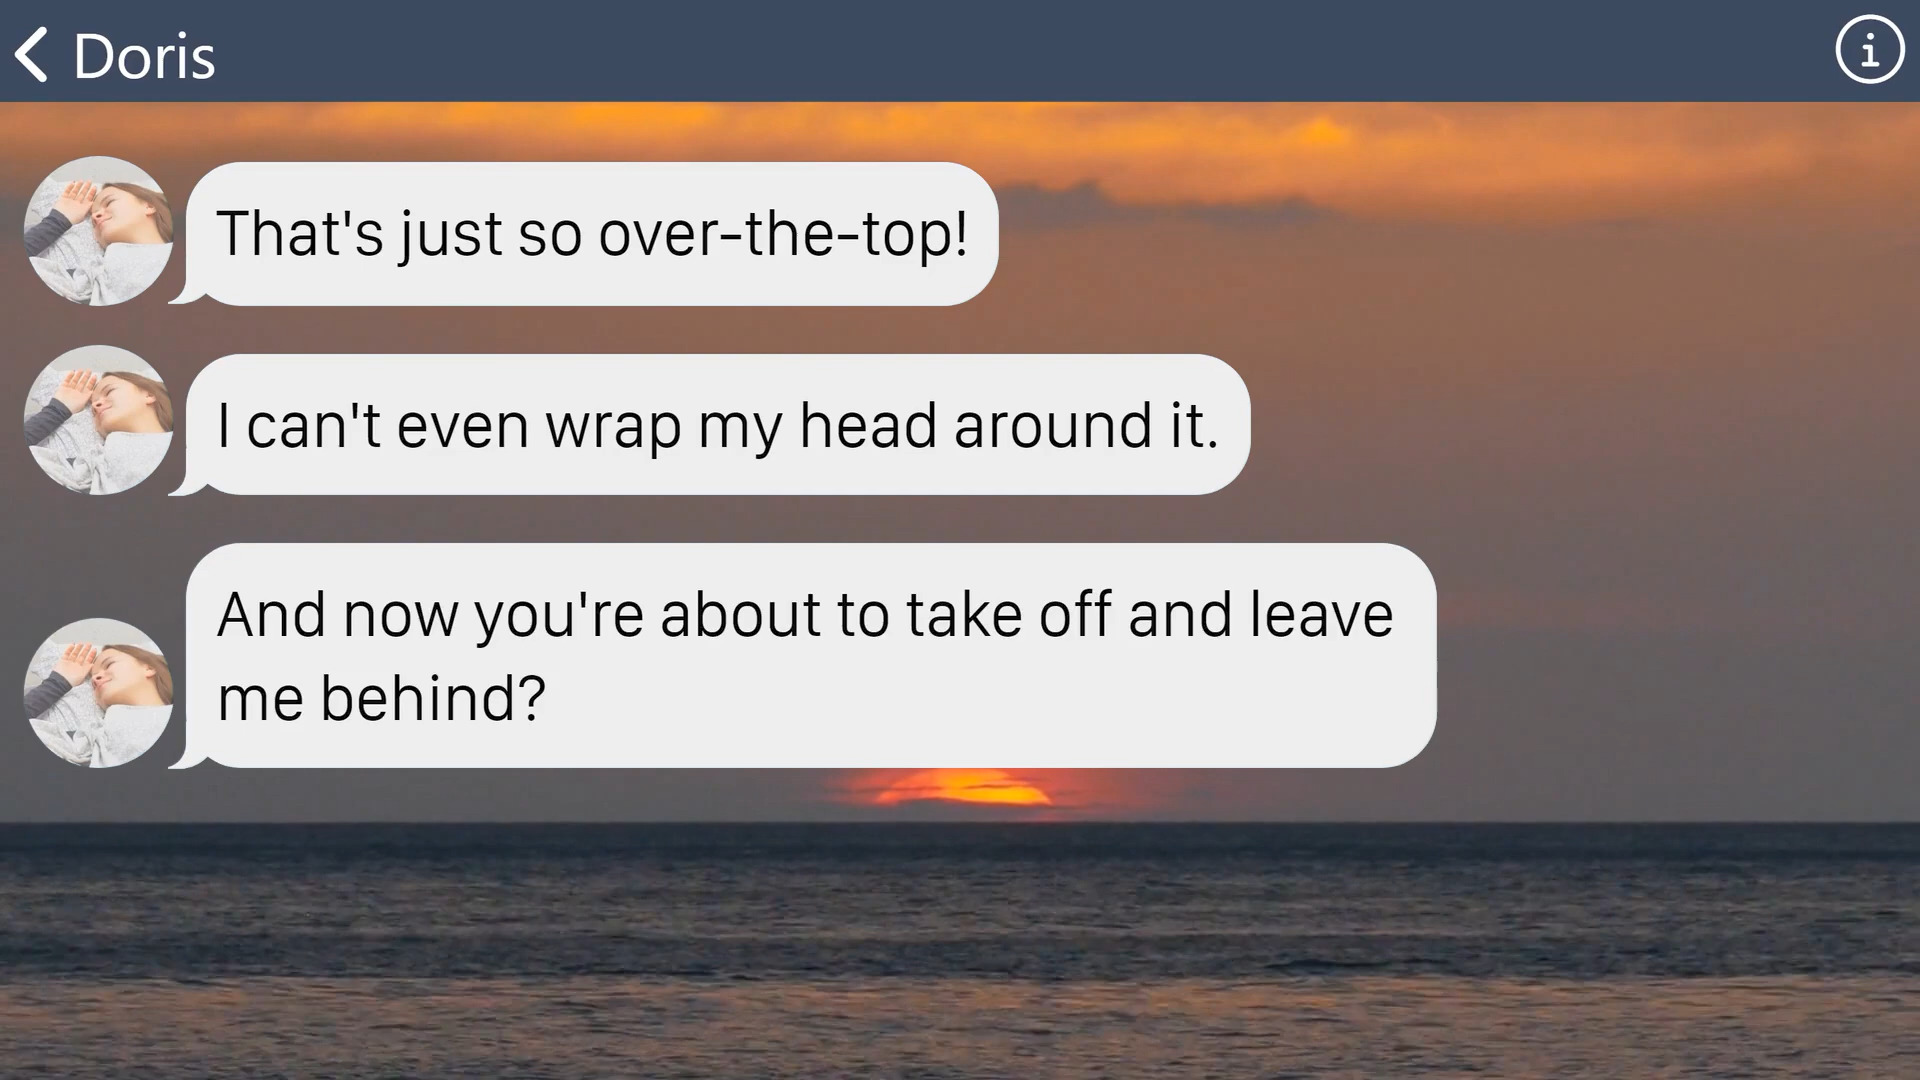 Doris
That's just so over-the-top!
I can't even wrap my head around it.
And now you're about to take off and leave
me behind?